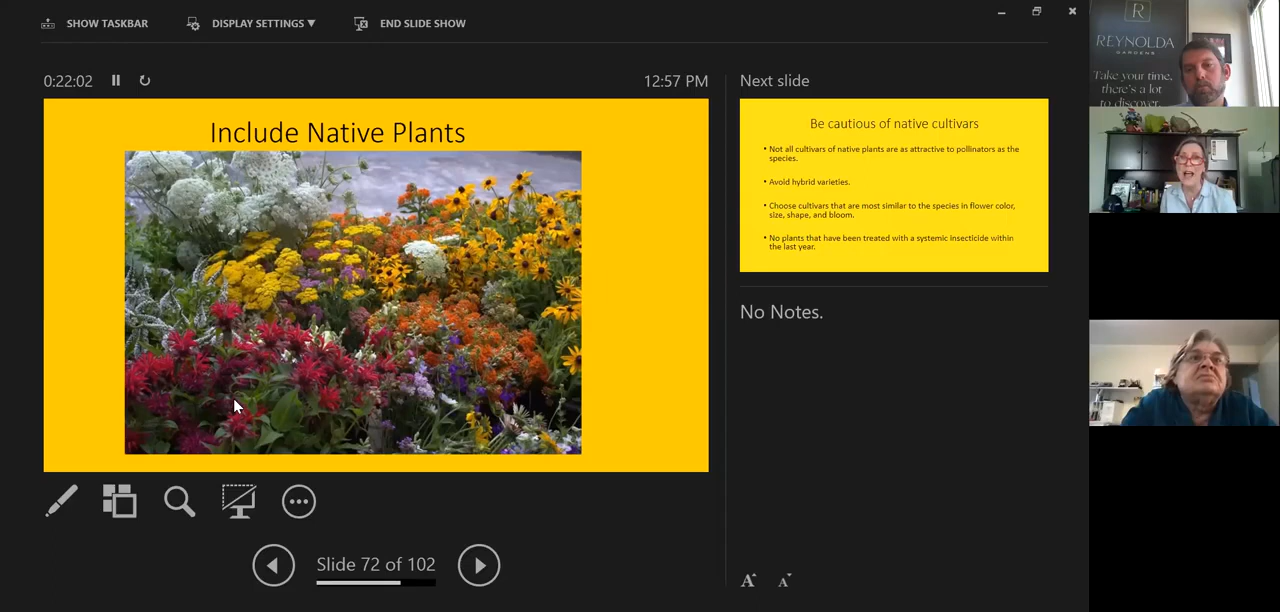 SHOW TASKBAR
DISPLAY SETTINGS ▼
END SLIDE SHOW
0:22:02
12:57 PM
Next slide
Include Native Plants
Be cautious of native cultivars
• Not all cultivars of native plants are as attractive to pollinators as the
species.
• Avoid hybrid varieties.
• Choose cultivars that are most similar to the species in flower color,
size, shape, and bloom.
• No plants that have been treated with a systemic insecticide within
the last year.
No Notes.
Slide 72 of 102
A A
R
REYNOLDA
GARDENS
Take your time,
there's a lot
to discover.